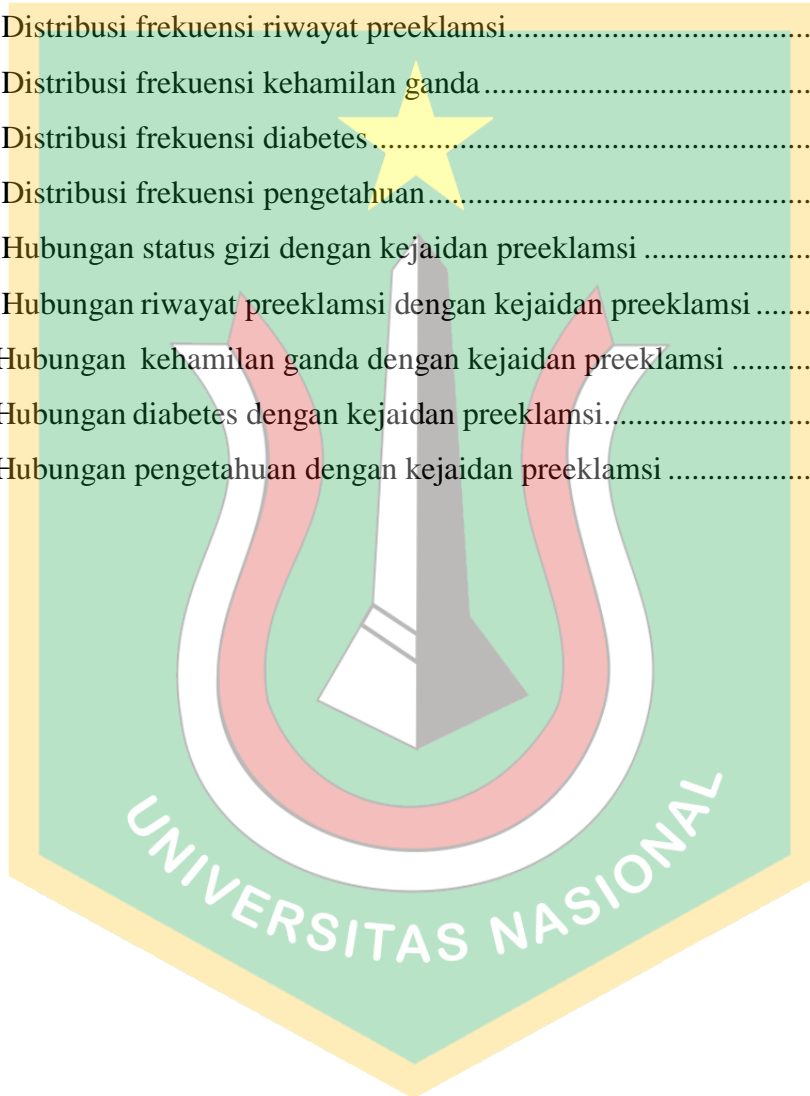 Distribusi frekuensi riwayat preeklamsi.................................
Distribusi frekuensi kehamilan ganda....................................
Distribusi frekuensi diabetes................................................
Distribusi frekuensi pengetahuan.........................................
Hubungan status gizi dengan kejaidan preeklamsi .....................
Hubungan riwayat preeklamsi dengan kejaidan preeklamsi .......
Hubungan kehamilan ganda dengan kejaidan preeklamsi ..........
Hubungan diabetes dengan kejaidan preeklamsi..........................
Hubungan pengetahuan dengan kejaidan preeklamsi ..................
UNIVERSITAS NASIONAL